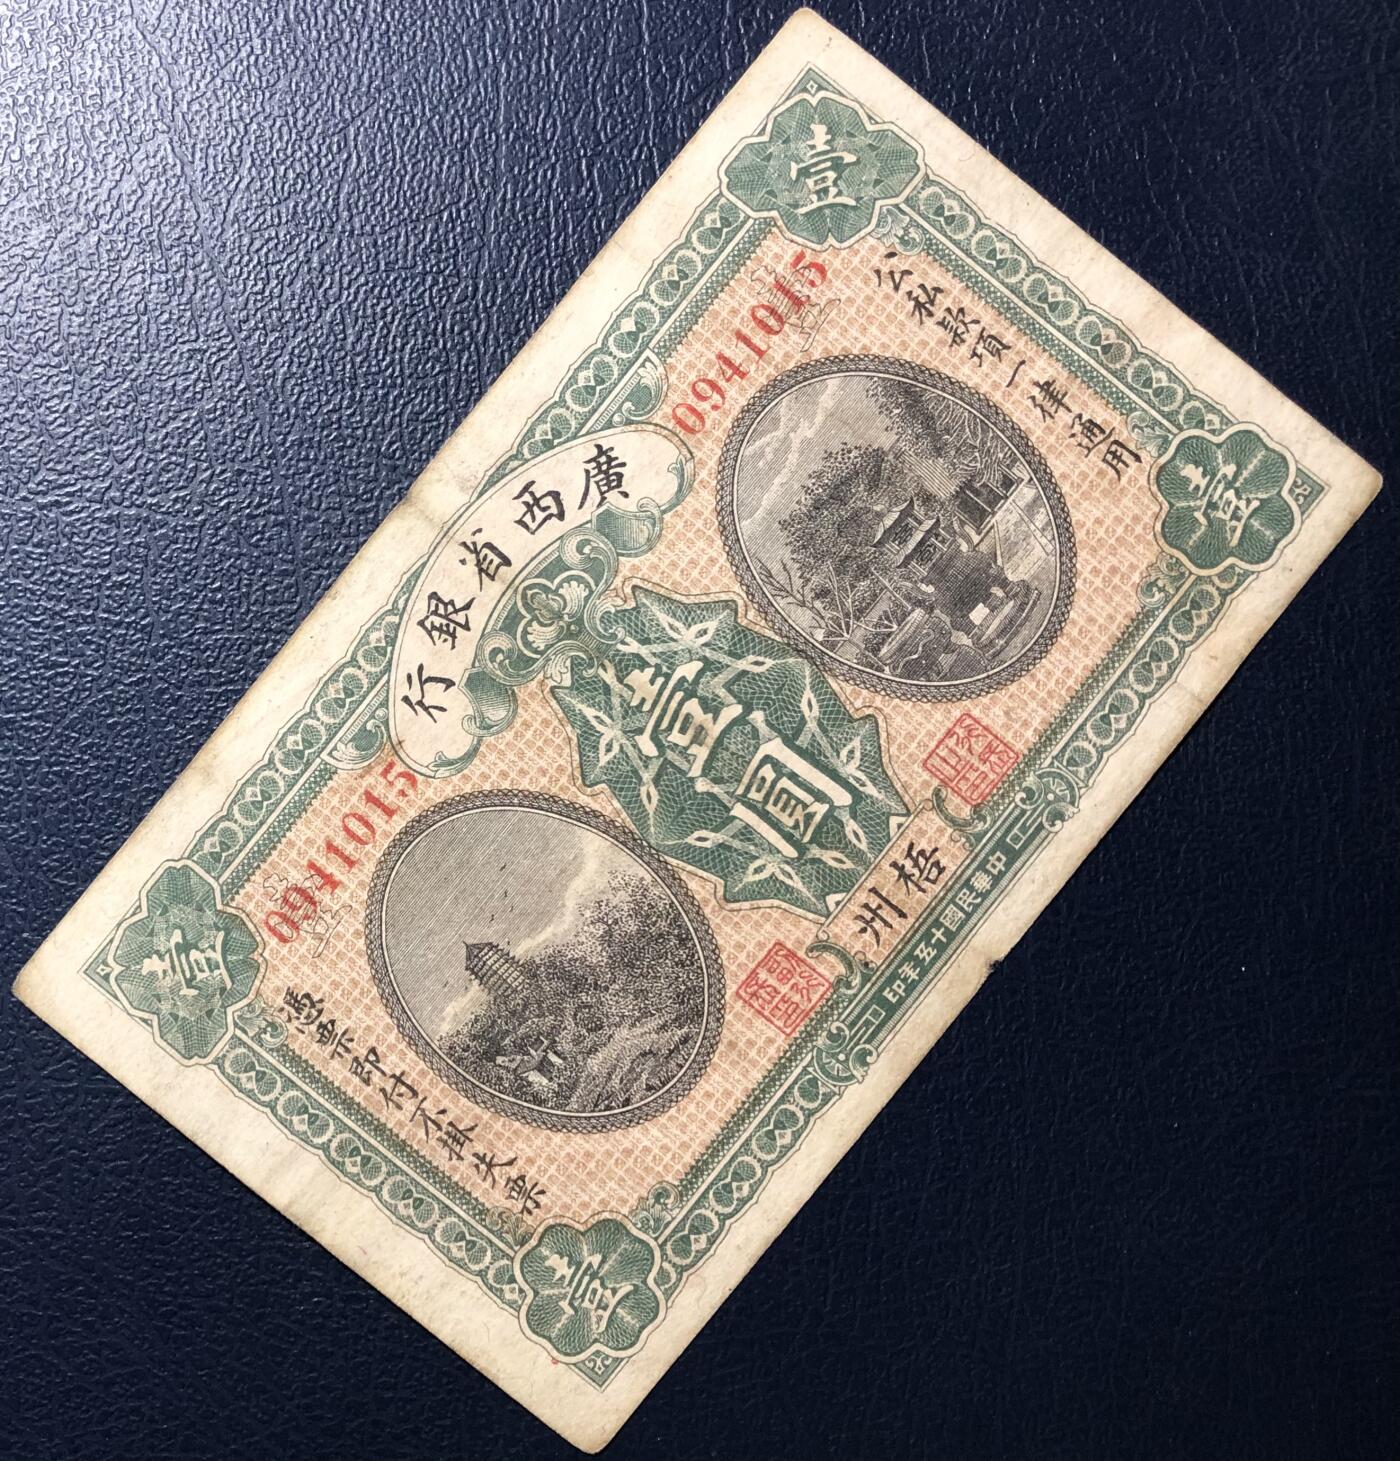 廣西省銀行
0941015
0941015
壹
壹
壹圓
公私款項一律通用
憑票即付不掛失票
梧州
壹
壹
中華民國十五年印